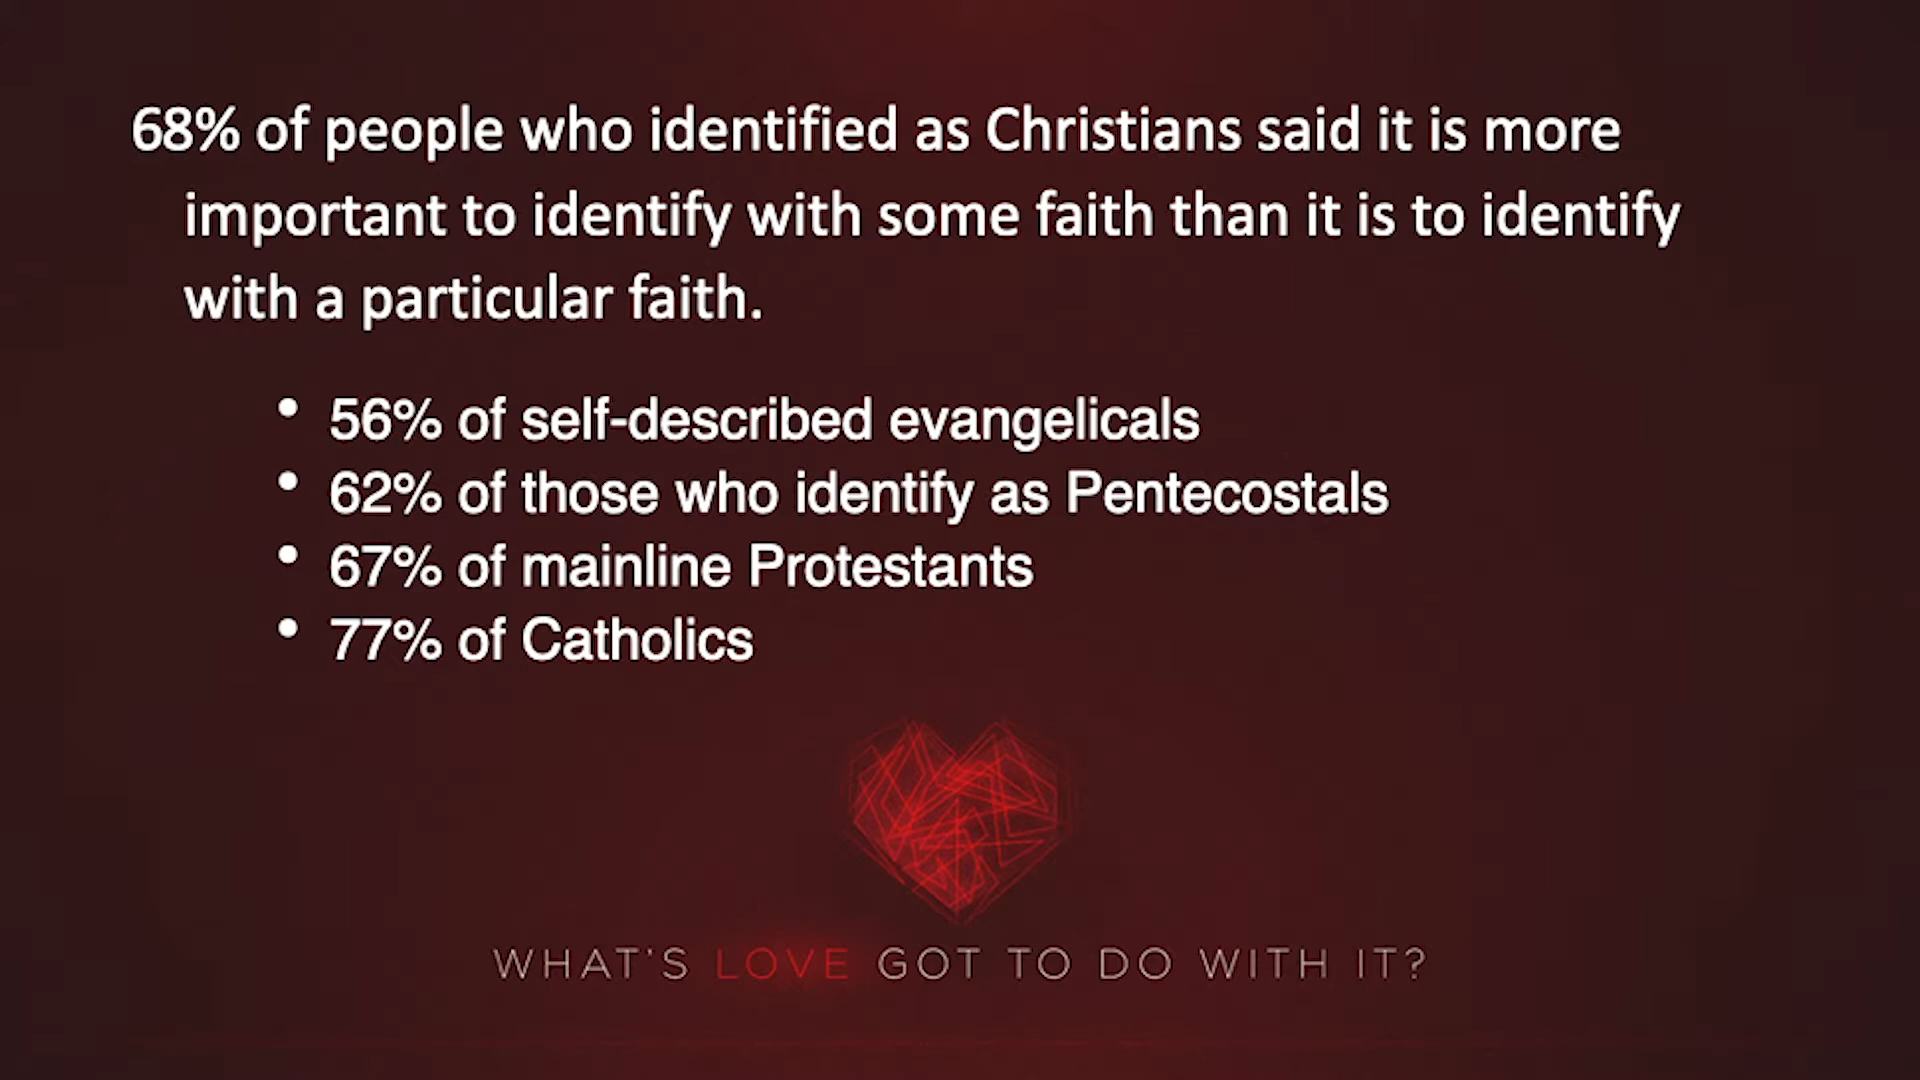 68% of people who identified as Christians said it is more
important to identify with some faith than it is to identify
with a particular faith.
• 56% of self-described evangelicals
• 62% of those who identify as Pentecostals
• 67% of mainline Protestants
• 77% of Catholics
WHAT'S LOVE GOT TO DO WITH IT?